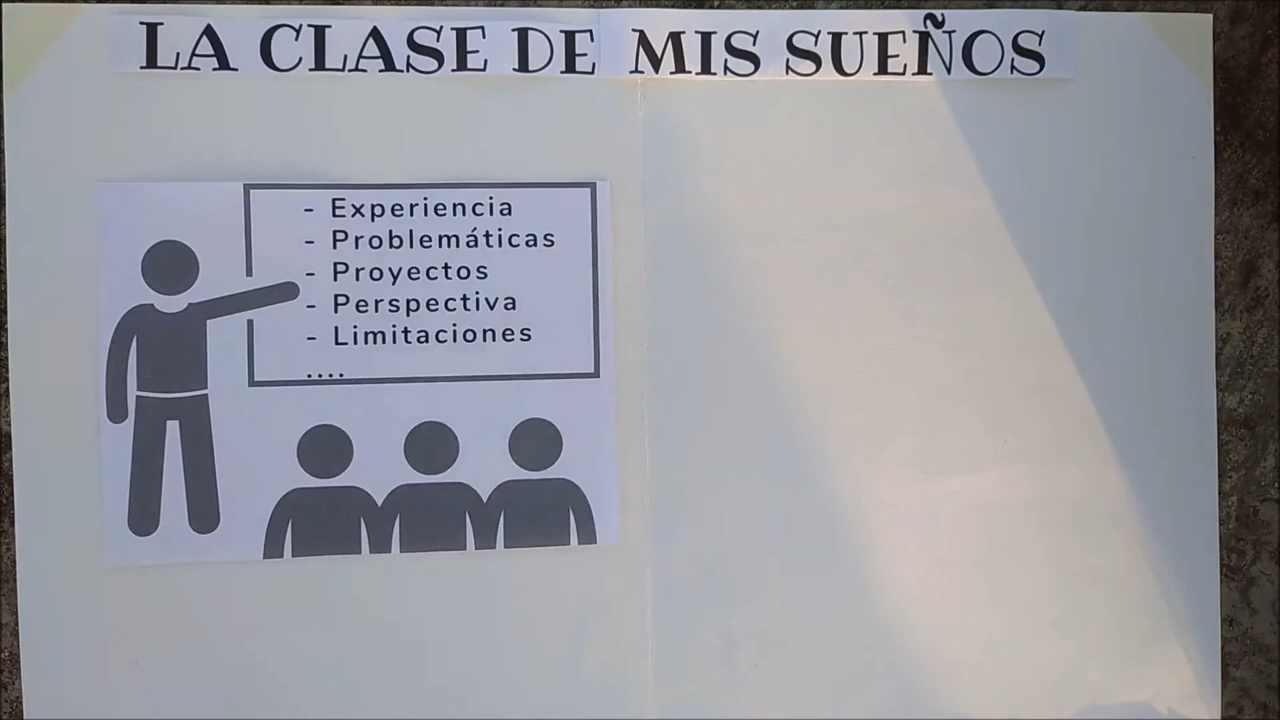 LA CLASE DE MIS SUEÑOS
- Experiencia
- Problemáticas
- Proyectos
- Perspectiva
- Limitaciones
....